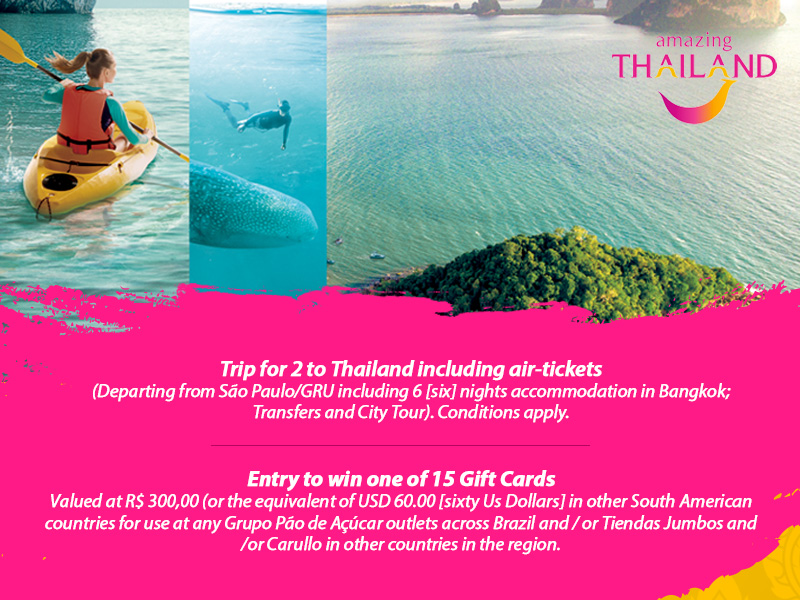 amazing
THAILAND
Trip for 2 to Thailand including air-tickets
(Departing from São Paulo/GRU including 6 [six] nights accommodation in Bangkok;
Transfers and City Tour). Conditions apply.
Entry to win one of 15 Gift Cards
Valued at R$ 300,00 (or the equivalent of USD 60.00 [sixty Us Dollars] in other South American
countries for use at any Grupo Páo de Açúcar outlets across Brazil and / or Tiendas Jumbos and
/or Carullo in other countries in the region.